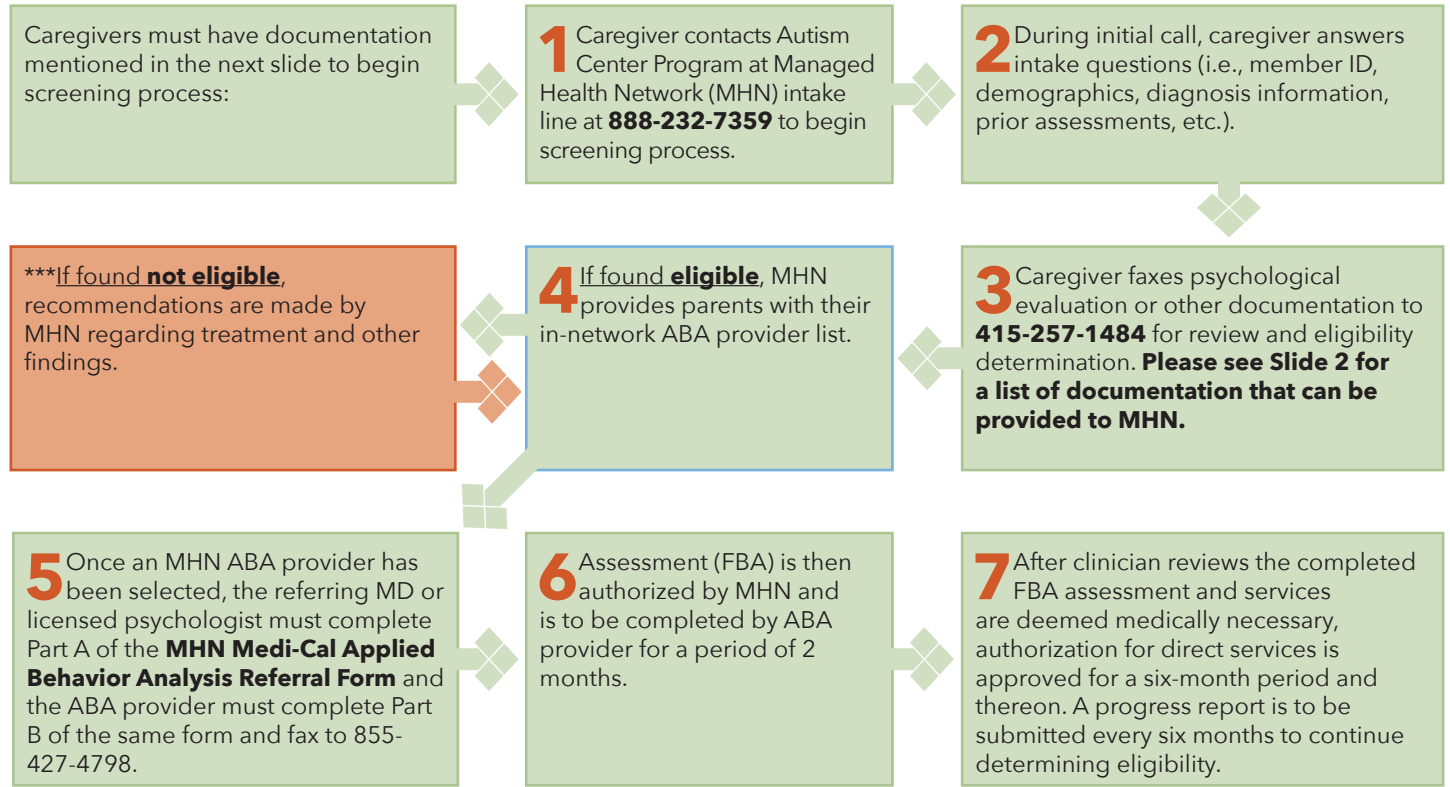 Caregivers must have documentation
mentioned in the next slide to begin
screening process:
1 Caregiver contacts Autism
Center Program at Managed
Health Network (MHN) intake
line at 888-232-7359 to begin
screening process.
2 During initial call, caregiver answers
intake questions (i.e., member ID,
demographics, diagnosis information,
prior assessments, etc.).
3 Caregiver faxes psychological
evaluation or other documentation to
415-257-1484 for review and eligibility
determination. Please see Slide 2 for
a list of documentation that can be
provided to MHN.
4 If found eligible, MHN
provides parents with their
in-network ABA provider list.
***If found not eligible,
recommendations are made by
MHN regarding treatment and other
findings.
5 Once an MHN ABA provider has
been selected, the referring MD or
licensed psychologist must complete
Part A of the MHN Medi-Cal Applied
Behavior Analysis Referral Form and
the ABA provider must complete Part
B of the same form and fax to 855-
427-4798.
6 Assessment (FBA) is then
authorized by MHN and
is to be completed by ABA
provider for a period of 2
months.
7 After clinician reviews the completed
FBA assessment and services
are deemed medically necessary,
authorization for direct services is
approved for a six-month period and
thereon. A progress report is to be
submitted every six months to continue
determining eligibility.